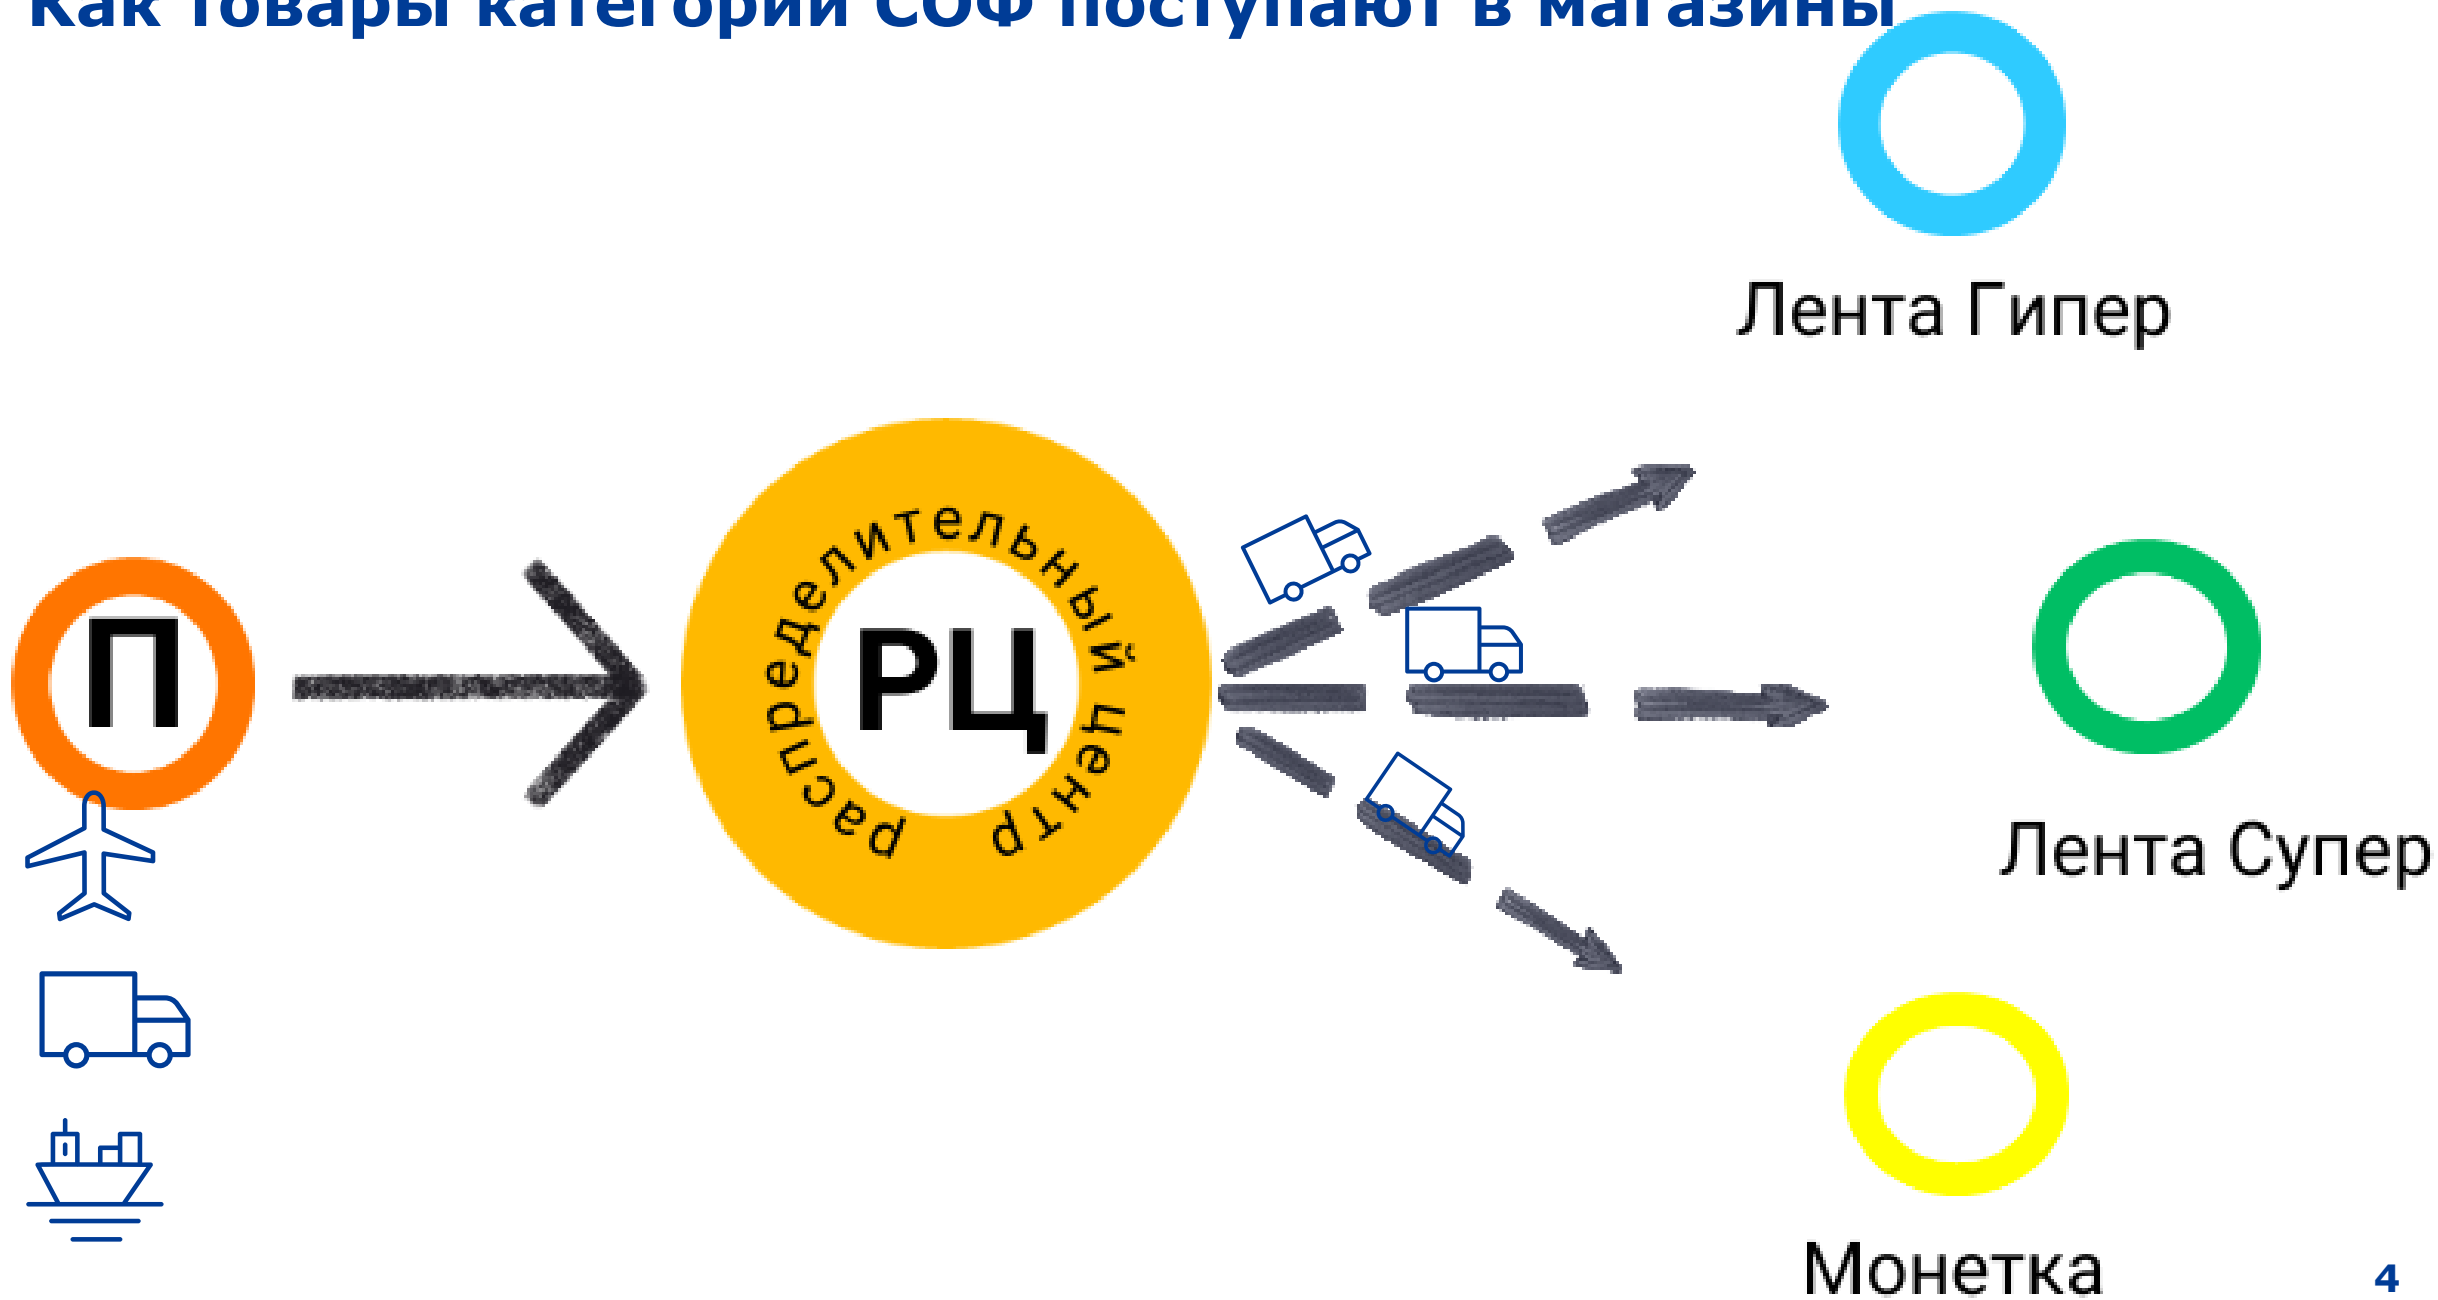 Как товары категории СОФ поступают в магазины
Лента Гипер
П
распределительный центр
РЦ
Лента Супер
Монетка
4